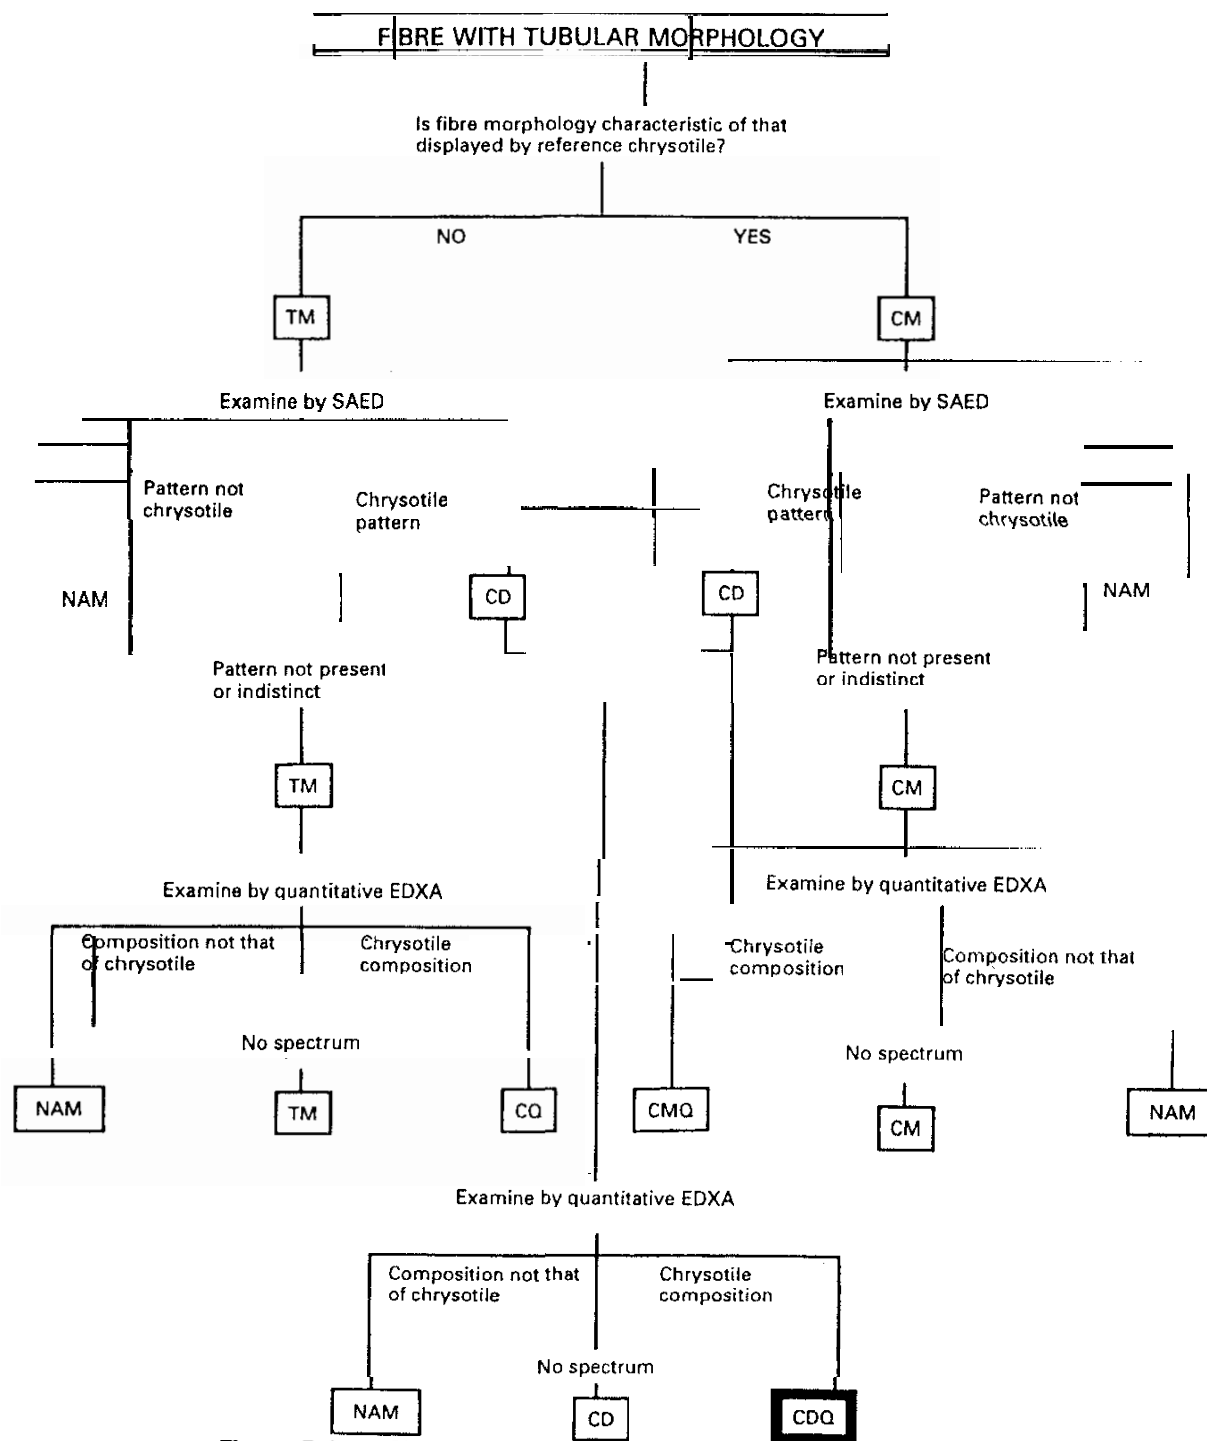 FIBRE WITH TUBULAR MORPHOLOGY
Is fibre morphology characteristic of that
displayed by reference chrysotile?
NO
YES
TM
CM
Examine by SAED
Examine by SAED
Pattern not
chrysotile
Chrysotile
pattern
Chrysotile
pattern
Pattern not
chrysotile
NAM
CD
CD
NAM
Pattern not present
or indistinct
Pattern not present
or indistinct
TM
CM
Examine by quantitative EDXA
Examine by quantitative EDXA
Composition not that
of chrysotile
Chrysotile
composition
Chrysotile
composition
Composition not that
of chrysotile
No spectrum
No spectrum
NAM
TM
CQ
CMQ
CM
NAM
Examine by quantitative EDXA
Composition not that
of chrysotile
Chrysotile
composition
No spectrum
NAM
CD
CDQ